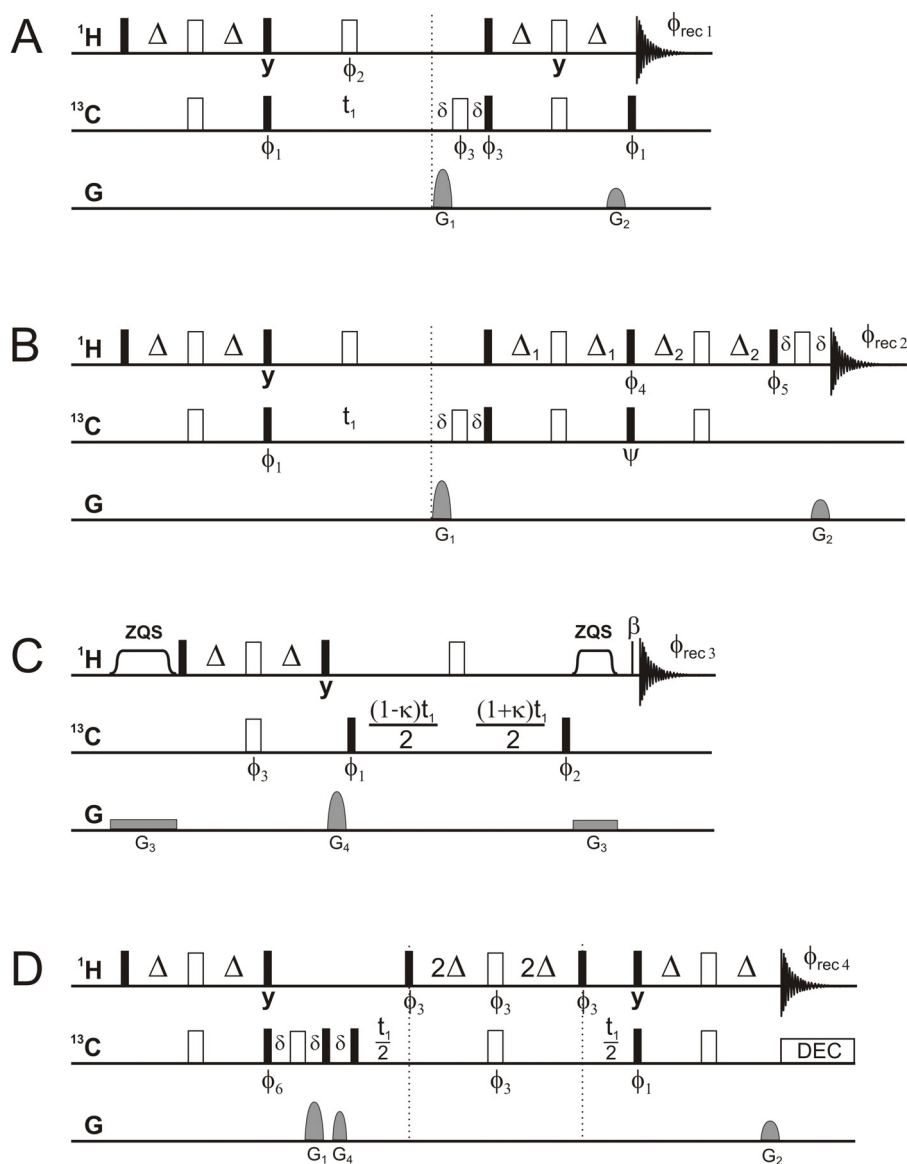 A
¹H Δ Δ Δ Δ ϕrec 1
y ϕ₂ y
¹³C t₁ δ δ
ϕ₁ ϕ₃ ϕ₃ ϕ₁
G
G₁ G₂
B
¹H Δ Δ Δ₁ Δ₁ Δ₂ Δ₂ δ δ ϕrec 2
y ϕ₄ ϕ₅
¹³C t₁ δ δ
ϕ₁ ψ
G
G₁ G₂
C
ZQS ZQS β
¹H Δ Δ ϕrec 3
y
¹³C (1-κ)t₁/2 (1+κ)t₁/2
ϕ₃ ϕ₁ ϕ₂
G
G₃ G₄ G₃
D
¹H Δ Δ 2Δ 2Δ Δ Δ ϕrec 4
y ϕ₃ ϕ₃ ϕ₃ y
¹³C δ δ δ t₁/2 t₁/2 DEC
ϕ₆ ϕ₃ ϕ₁
G
G₁ G₄ G₂